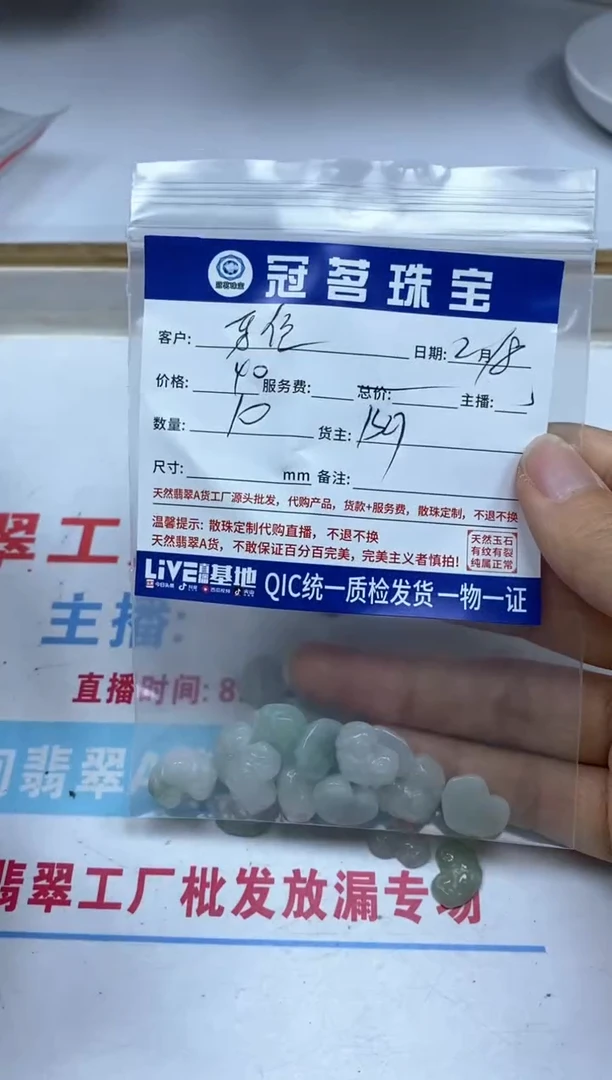 冠茗珠宝
客户:
日期: 2月18
价格: 40 服务费: 总价: 主播:
数量: 10 货主: 159
尺寸: mm 备注:
天然翡翠A货工厂源头批发，代购产品，货款+服务费，散珠定制，不退不换
温馨提示: 散珠定制代购直播，不退不换
天然翡翠A货，不敢保证百分百完美，完美主义者慎拍!
天然玉石
有纹有裂
纯属正常
LiVE直播基地 QIC统一质检发货一物一证
翠工
主播:
直播时间: 8
翡翠A
翡翠工厂批发放漏专场